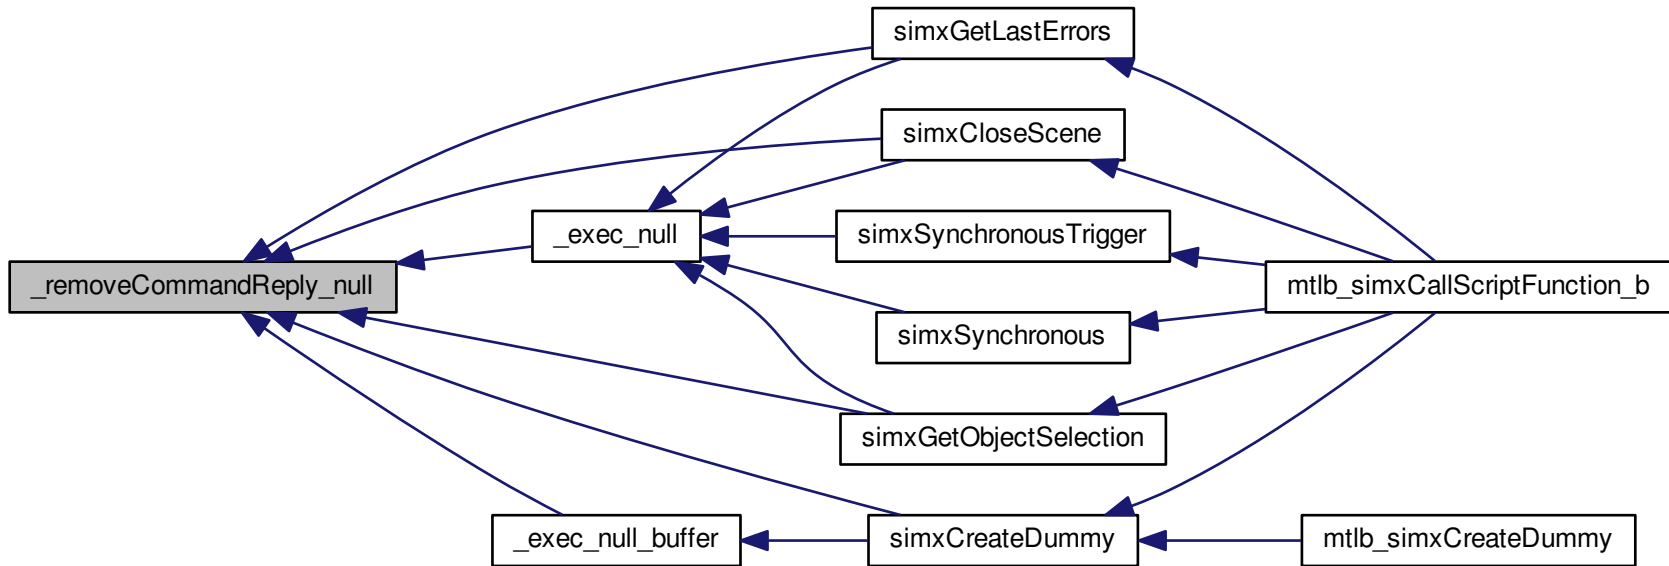 simxGetLastErrors
simxCloseScene
_exec_null
simxSynchronousTrigger
_removeCommandReply_null
mtlb_simxCallScriptFunction_b
simxSynchronous
simxGetObjectSelection
_exec_null_buffer
simxCreateDummy
mtlb_simxCreateDummy